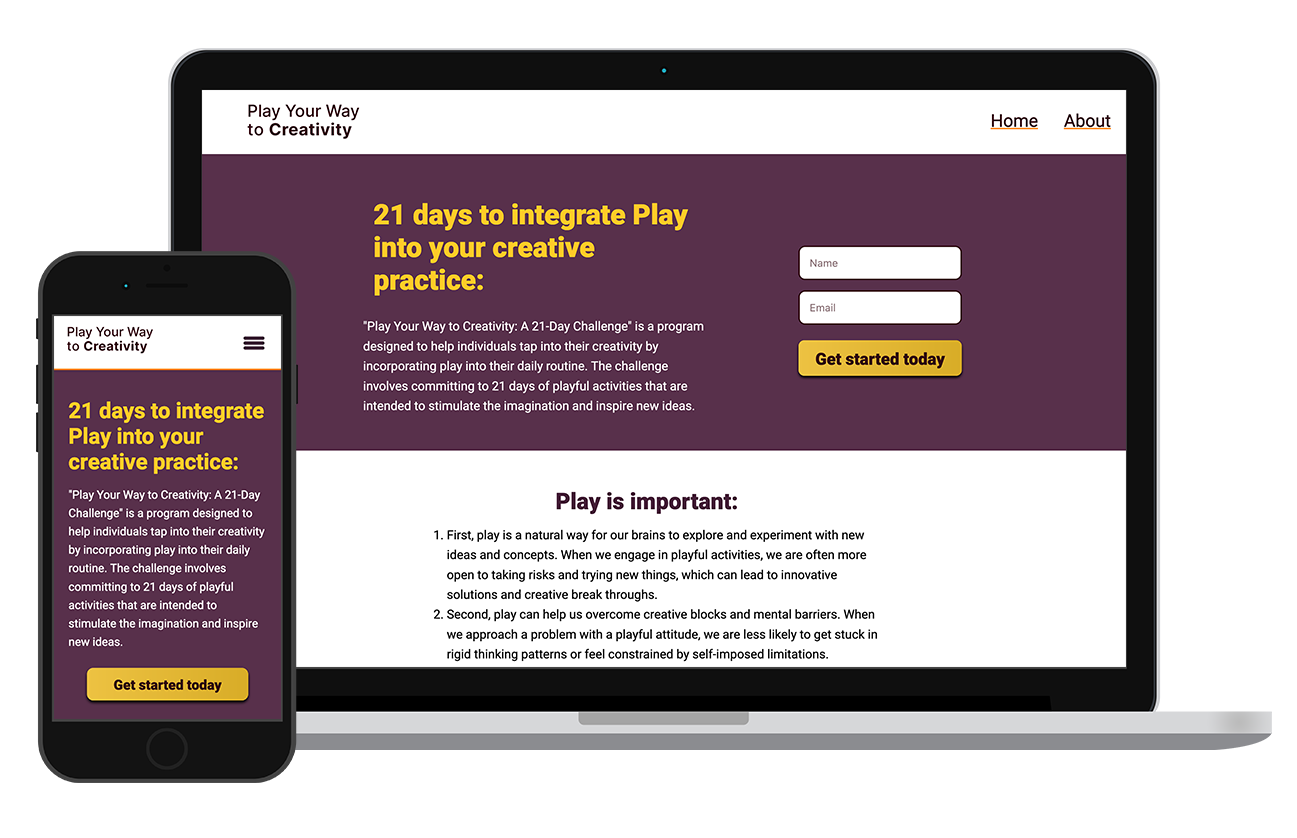 Play Your Way
to Creativity
Home
About
21 days to integrate Play
into your creative
practice:
"Play Your Way to Creativity: A 21-Day Challenge" is a program
designed to help individuals tap into their creativity by
incorporating play into their daily routine. The challenge
involves committing to 21 days of playful activities that are
intended to stimulate the imagination and inspire new ideas.
Name
Email
Get started today
Play is important:
1. First, play is a natural way for our brains to explore and experiment with new
ideas and concepts. When we engage in playful activities, we are often more
open to taking risks and trying new things, which can lead to innovative
solutions and creative break throughs.
2. Second, play can help us overcome creative blocks and mental barriers. When
we approach a problem with a playful attitude, we are less likely to get stuck in
rigid thinking patterns or feel constrained by self-imposed limitations.
Play Your Way
to Creativity
21 days to integrate
Play into your
creative practice:
"Play Your Way to Creativity: A 21-Day
Challenge" is a program designed to
help individuals tap into their creativity
by incorporating play into their daily
routine. The challenge involves
committing to 21 days of playful
activities that are intended to
stimulate the imagination and inspire
new ideas.
Get started today